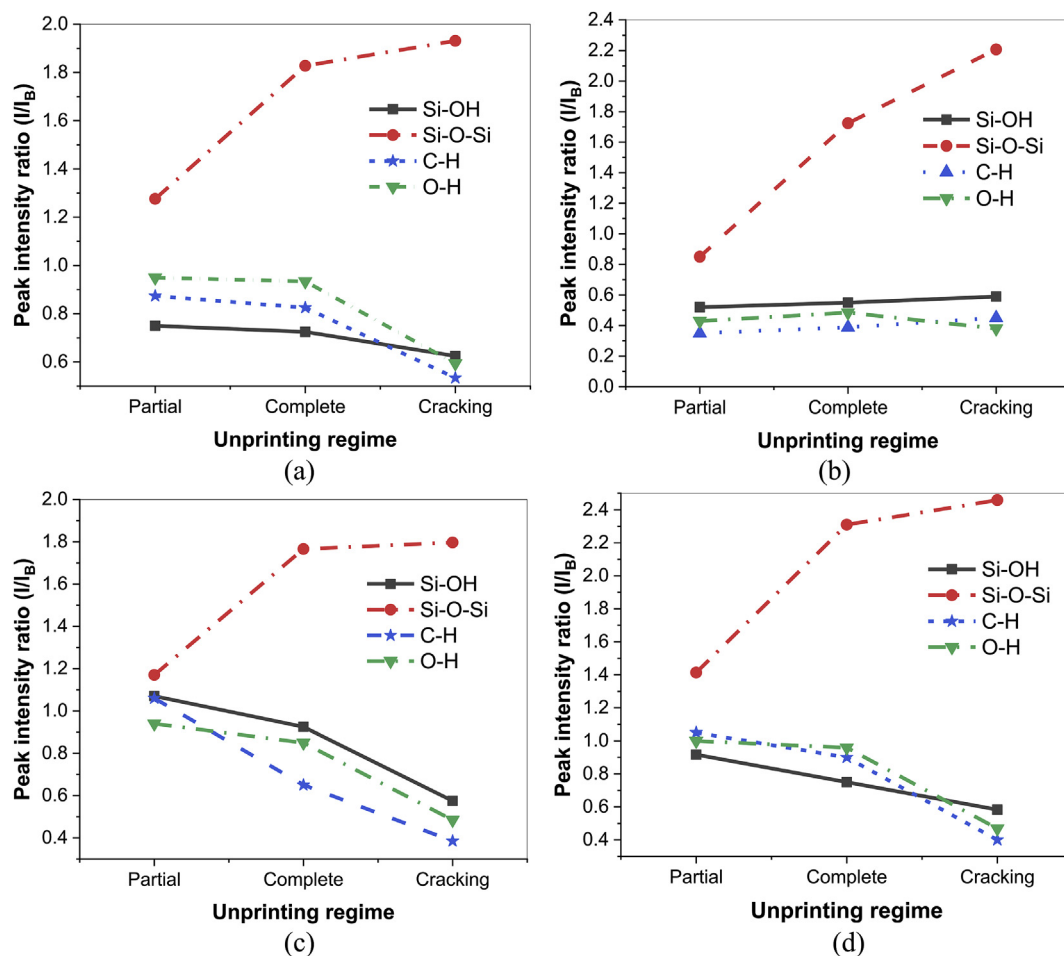 2.0
1.8
1.6
1.4
1.2
1.0
0.8
0.6
Peak intensity ratio (I/I_B)
Si-OH
Si-O-Si
C-H
O-H
Partial Complete Cracking
Unprinting regime
(a)
2.4
2.2
2.0
1.8
1.6
1.4
1.2
1.0
0.8
0.6
0.4
0.2
0.0
Peak intensity ratio (I/I_B)
Si-OH
Si-O-Si
C-H
O-H
Partial Complete Cracking
Unprinting regime
(b)
2.0
1.8
1.6
1.4
1.2
1.0
0.8
0.6
0.4
Peak intensity ratio (I/I_B)
Si-OH
Si-O-Si
C-H
O-H
Partial Complete Cracking
Unprinting regime
(c)
2.4
2.2
2.0
1.8
1.6
1.4
1.2
1.0
0.8
0.6
0.4
Peak intensity ratio (I/I_B)
Si-OH
Si-O-Si
C-H
O-H
Partial Complete Cracking
Unprinting regime
(d)